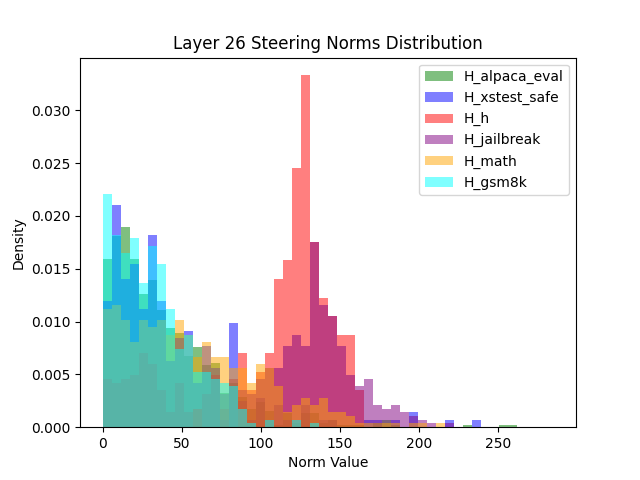 Layer 26 Steering Norms Distribution
H_alpaca_eval
H_xstest_safe
H_h
H_jailbreak
H_math
H_gsm8k
Density
0.030
0.025
0.020
0.015
0.010
0.005
0.000
0 50 100 150 200 250
Norm Value